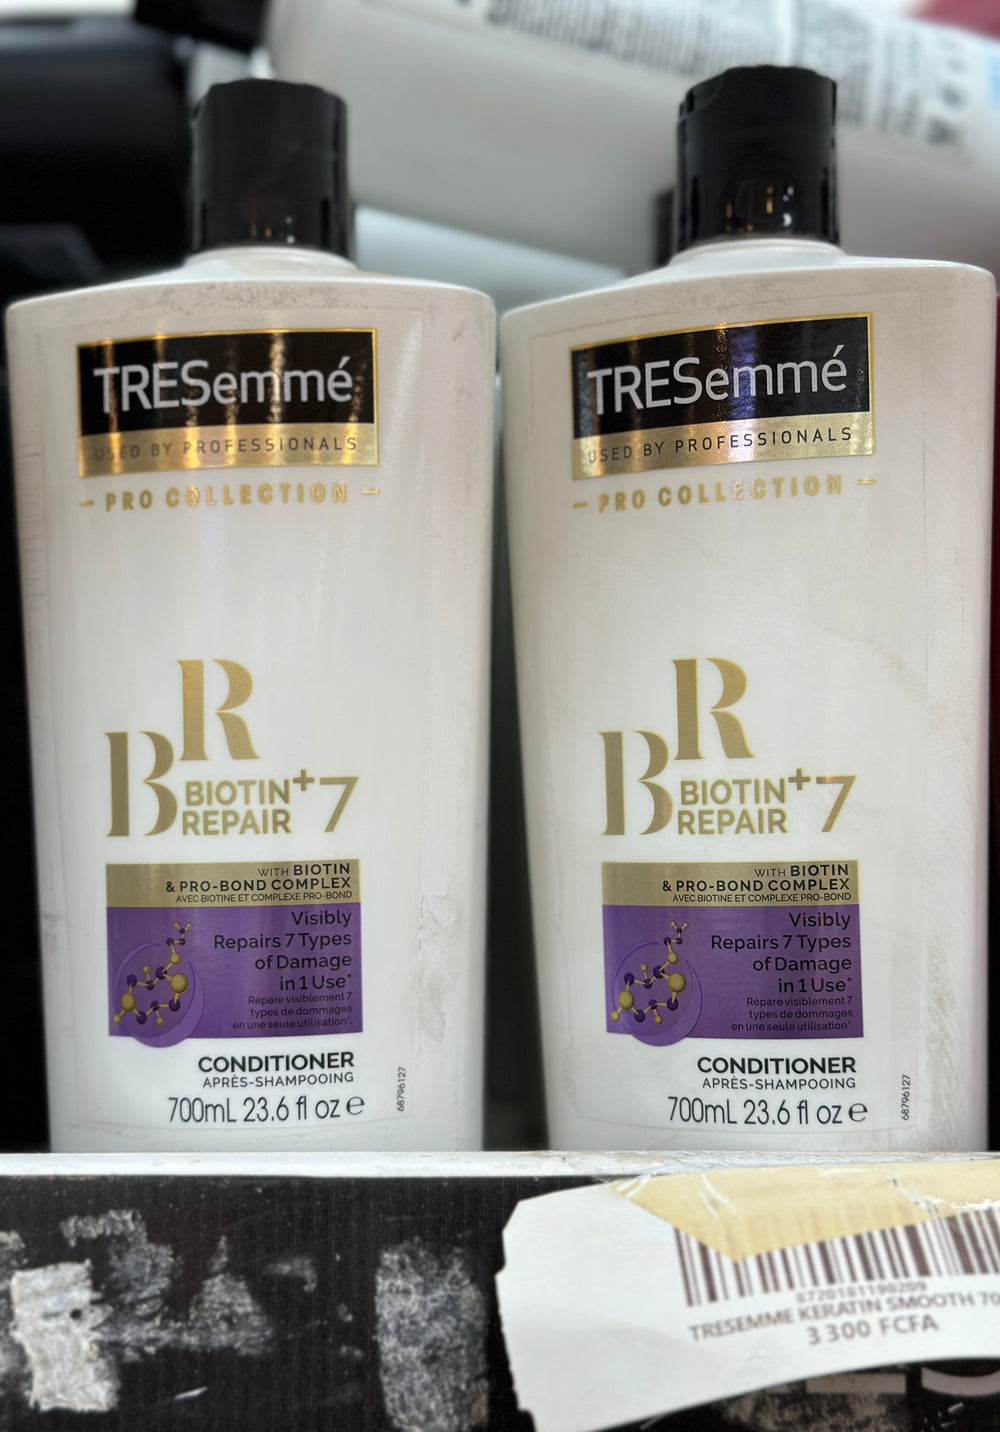 TRESemmé
USED BY PROFESSIONALS
PRO COLLECTION
BR
BIOTIN+7
REPAIR
WITH BIOTIN
& PRO-BOND COMPLEX
AVEC BIOTINE ET COMPLEXE PRO-BOND
Visibly
Repairs 7 Types
of Damage
in 1 Use*
Répare visiblement 7
types de dommages
en une seule utilisation*.
CONDITIONER
APRÈS-SHAMPOOING
700mL 23.6 fl oz e
68796127
TRESemmé
USED BY PROFESSIONALS
PRO COLLECTION
BR
BIOTIN+7
REPAIR
WITH BIOTIN
& PRO-BOND COMPLEX
AVEC BIOTINE ET COMPLEXE PRO-BOND
Visibly
Repairs 7 Types
of Damage
in 1 Use*
Répare visiblement 7
types de dommages
en une seule utilisation*.
CONDITIONER
APRÈS-SHAMPOOING
700mL 23.6 fl oz e
68796127
8720181190209
TRESEMME KERATIN SMOOTH 70
3 300 FCFA